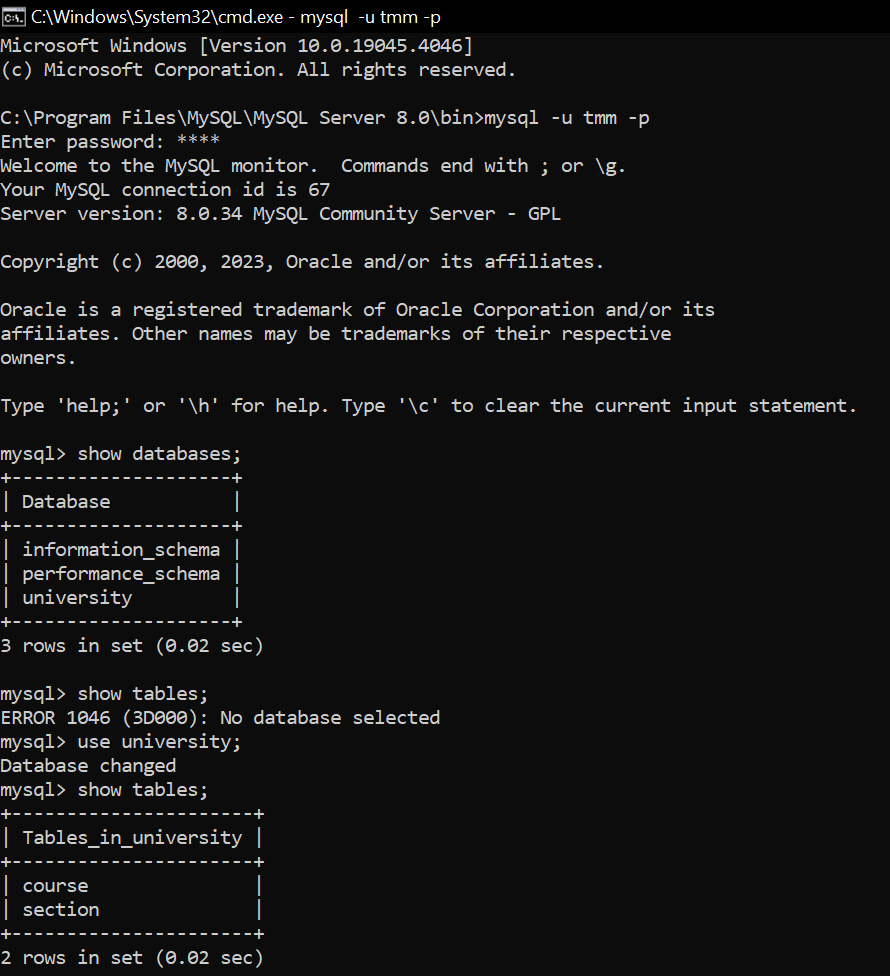 C:\Windows\System32\cmd.exe - mysql  -u tmm -p
Microsoft Windows [Version 10.0.19045.4046]
(c) Microsoft Corporation. All rights reserved.
C:\Program Files\MySQL\MySQL Server 8.0\bin>mysql -u tmm -p
Enter password: ****
Welcome to the MySQL monitor.  Commands end with ; or \g.
Your MySQL connection id is 67
Server version: 8.0.34 MySQL Community Server - GPL
Copyright (c) 2000, 2023, Oracle and/or its affiliates.
Oracle is a registered trademark of Oracle Corporation and/or its
affiliates. Other names may be trademarks of their respective
owners.
Type 'help;' or '\h' for help. Type '\c' to clear the current input statement.
mysql> show databases;
+--------------------+
| Database           |
+--------------------+
| information_schema |
| performance_schema |
| university         |
+--------------------+
3 rows in set (0.02 sec)
mysql> show tables;
ERROR 1046 (3D000): No database selected
mysql> use university;
Database changed
mysql> show tables;
+----------------------+
| Tables_in_university |
+----------------------+
| course               |
| section              |
+----------------------+
2 rows in set (0.02 sec)